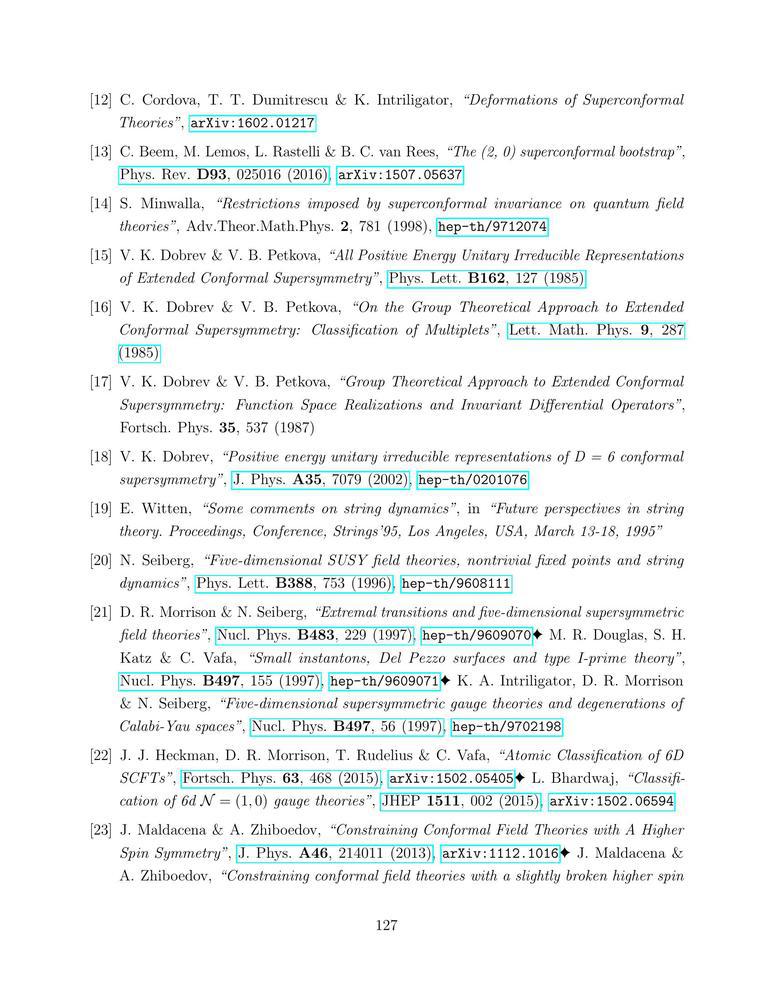 [12] C. Cordova, T. T. Dumitrescu & K. Intriligator, “Deformations of Superconformal
Theories”, arXiv:1602.01217
[13] C. Beem, M. Lemos, L. Rastelli & B. C. van Rees, “The (2, 0) superconformal bootstrap”,
Phys. Rev. D93, 025016 (2016), arXiv:1507.05637
[14] S. Minwalla, “Restrictions imposed by superconformal invariance on quantum field
theories”, Adv.Theor.Math.Phys. 2, 781 (1998), hep-th/9712074
[15] V. K. Dobrev & V. B. Petkova, “All Positive Energy Unitary Irreducible Representations
of Extended Conformal Supersymmetry”, Phys. Lett. B162, 127 (1985)
[16] V. K. Dobrev & V. B. Petkova, “On the Group Theoretical Approach to Extended
Conformal Supersymmetry: Classification of Multiplets”, Lett. Math. Phys. 9, 287
(1985)
[17] V. K. Dobrev & V. B. Petkova, “Group Theoretical Approach to Extended Conformal
Supersymmetry: Function Space Realizations and Invariant Differential Operators”,
Fortsch. Phys. 35, 537 (1987)
[18] V. K. Dobrev, “Positive energy unitary irreducible representations of D = 6 conformal
supersymmetry”, J. Phys. A35, 7079 (2002), hep-th/0201076
[19] E. Witten, “Some comments on string dynamics”, in “Future perspectives in string
theory. Proceedings, Conference, Strings’95, Los Angeles, USA, March 13-18, 1995”
[20] N. Seiberg, “Five-dimensional SUSY field theories, nontrivial fixed points and string
dynamics”, Phys. Lett. B388, 753 (1996), hep-th/9608111
[21] D. R. Morrison & N. Seiberg, “Extremal transitions and five-dimensional supersymmetric
field theories”, Nucl. Phys. B483, 229 (1997), hep-th/9609070✦ M. R. Douglas, S. H.
Katz & C. Vafa, “Small instantons, Del Pezzo surfaces and type I-prime theory”,
Nucl. Phys. B497, 155 (1997), hep-th/9609071✦ K. A. Intriligator, D. R. Morrison
& N. Seiberg, “Five-dimensional supersymmetric gauge theories and degenerations of
Calabi-Yau spaces”, Nucl. Phys. B497, 56 (1997), hep-th/9702198
[22] J. J. Heckman, D. R. Morrison, T. Rudelius & C. Vafa, “Atomic Classification of 6D
SCFTs”, Fortsch. Phys. 63, 468 (2015), arXiv:1502.05405✦ L. Bhardwaj, “Classifi-
cation of 6d 𝒩 = (1, 0) gauge theories”, JHEP 1511, 002 (2015), arXiv:1502.06594
[23] J. Maldacena & A. Zhiboedov, “Constraining Conformal Field Theories with A Higher
Spin Symmetry”, J. Phys. A46, 214011 (2013), arXiv:1112.1016✦ J. Maldacena &
A. Zhiboedov, “Constraining conformal field theories with a slightly broken higher spin
127